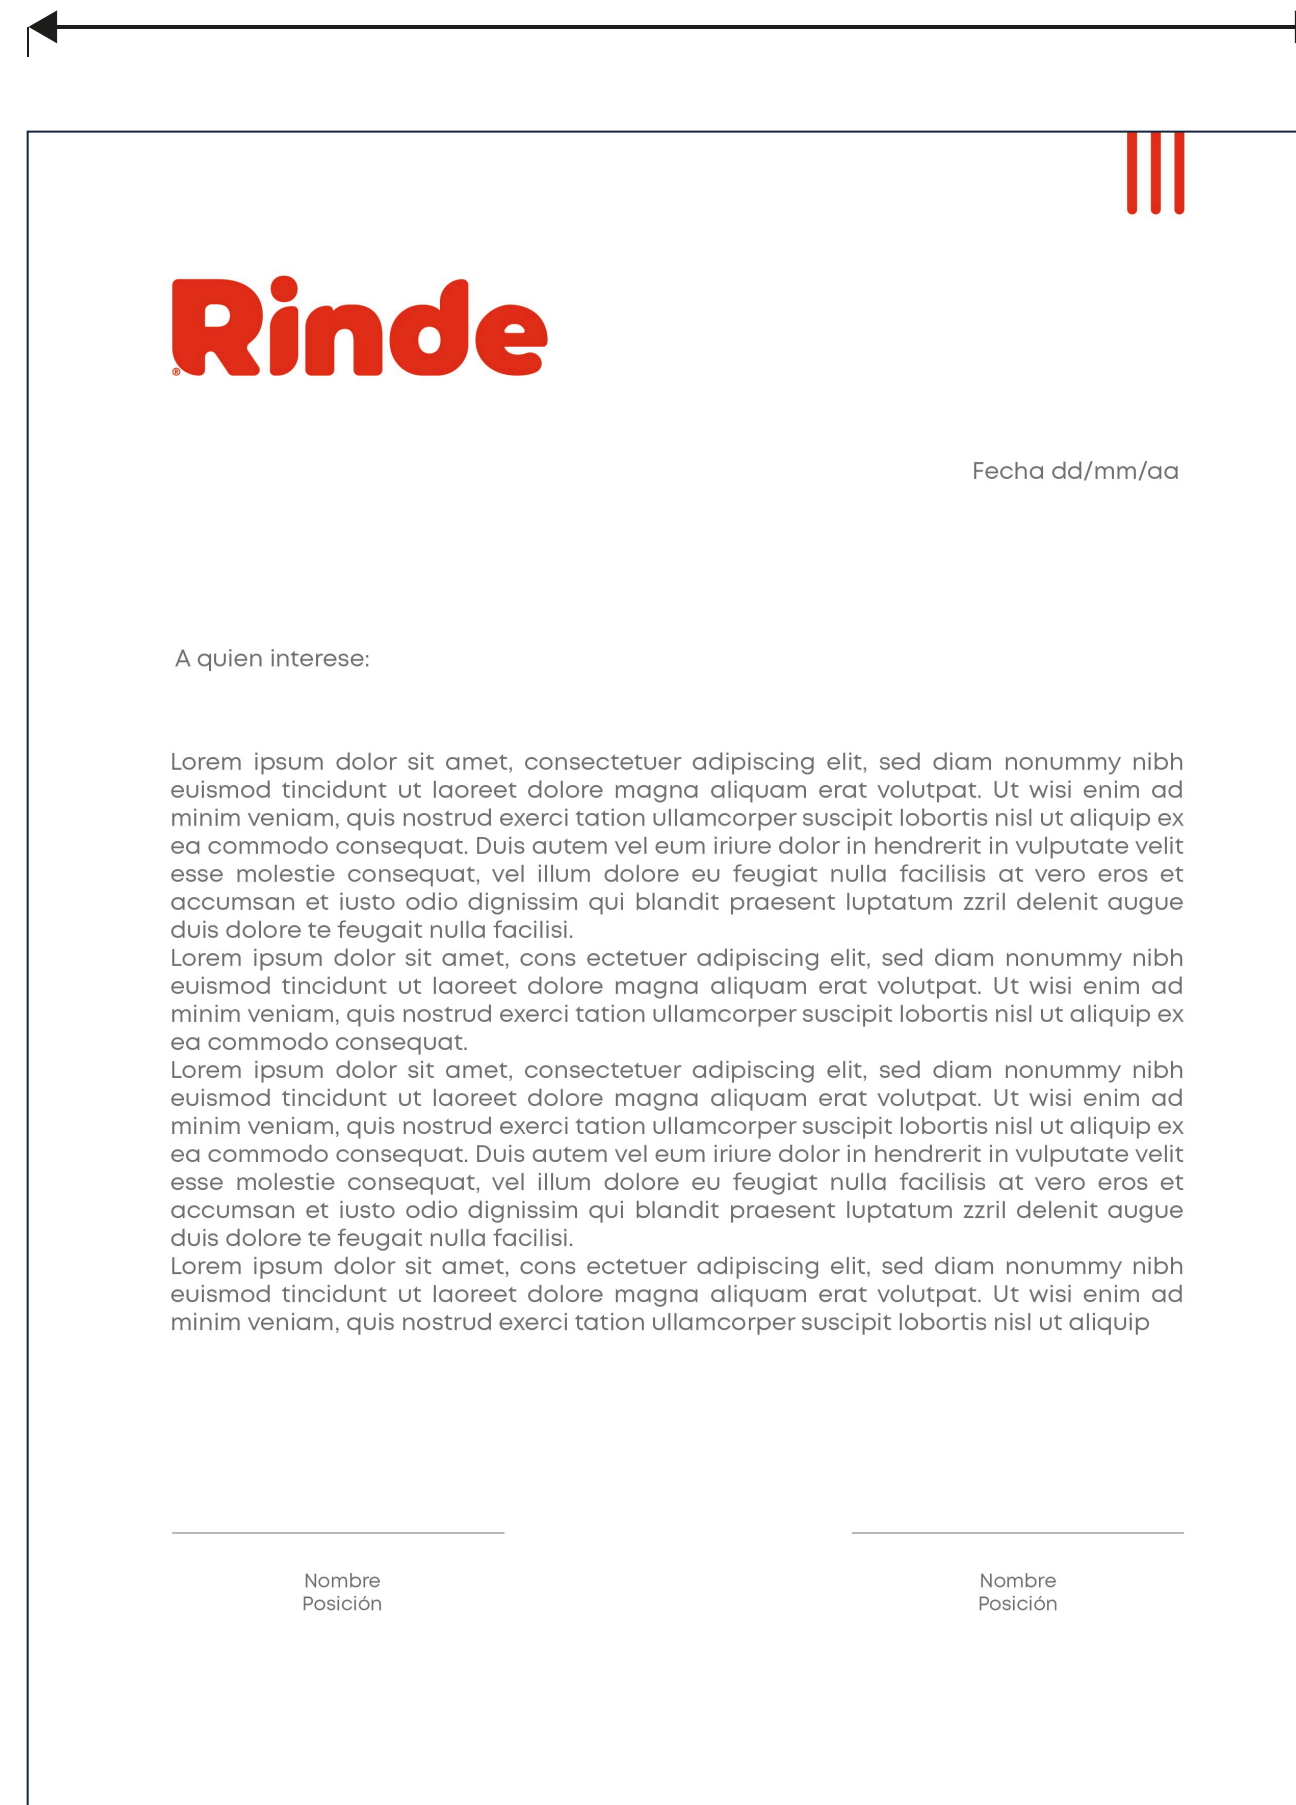 Rinde
®
Fecha dd/mm/aa
A quien interese:
Lorem ipsum dolor sit amet, consectetuer adipiscing elit, sed diam nonummy nibh
euismod tincidunt ut laoreet dolore magna aliquam erat volutpat. Ut wisi enim ad
minim veniam, quis nostrud exerci tation ullamcorper suscipit lobortis nisl ut aliquip ex
ea commodo consequat. Duis autem vel eum iriure dolor in hendrerit in vulputate velit
esse molestie consequat, vel illum dolore eu feugiat nulla facilisis at vero eros et
accumsan et iusto odio dignissim qui blandit praesent luptatum zzril delenit augue
duis dolore te feugait nulla facilisi.
Lorem ipsum dolor sit amet, cons ectetuer adipiscing elit, sed diam nonummy nibh
euismod tincidunt ut laoreet dolore magna aliquam erat volutpat. Ut wisi enim ad
minim veniam, quis nostrud exerci tation ullamcorper suscipit lobortis nisl ut aliquip ex
ea commodo consequat.
Lorem ipsum dolor sit amet, consectetuer adipiscing elit, sed diam nonummy nibh
euismod tincidunt ut laoreet dolore magna aliquam erat volutpat. Ut wisi enim ad
minim veniam, quis nostrud exerci tation ullamcorper suscipit lobortis nisl ut aliquip ex
ea commodo consequat. Duis autem vel eum iriure dolor in hendrerit in vulputate velit
esse molestie consequat, vel illum dolore eu feugiat nulla facilisis at vero eros et
accumsan et iusto odio dignissim qui blandit praesent luptatum zzril delenit augue
duis dolore te feugait nulla facilisi.
Lorem ipsum dolor sit amet, cons ectetuer adipiscing elit, sed diam nonummy nibh
euismod tincidunt ut laoreet dolore magna aliquam erat volutpat. Ut wisi enim ad
minim veniam, quis nostrud exerci tation ullamcorper suscipit lobortis nisl ut aliquip
Nombre
Posición
Nombre
Posición